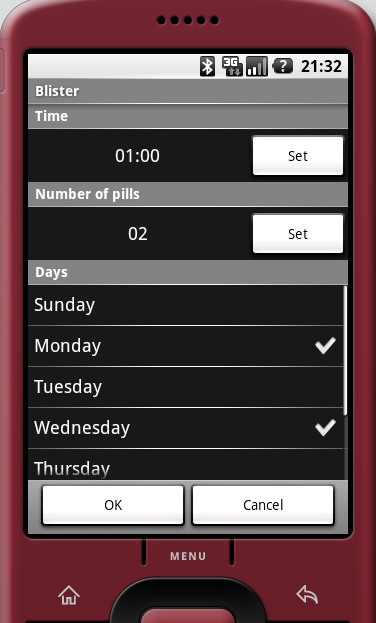 3G
21:32
Blister
Time
01:00
Set
Number of pills
02
Set
Days
Sunday
Monday
Tuesday
Wednesday
Thursday
OK
Cancel
MENU